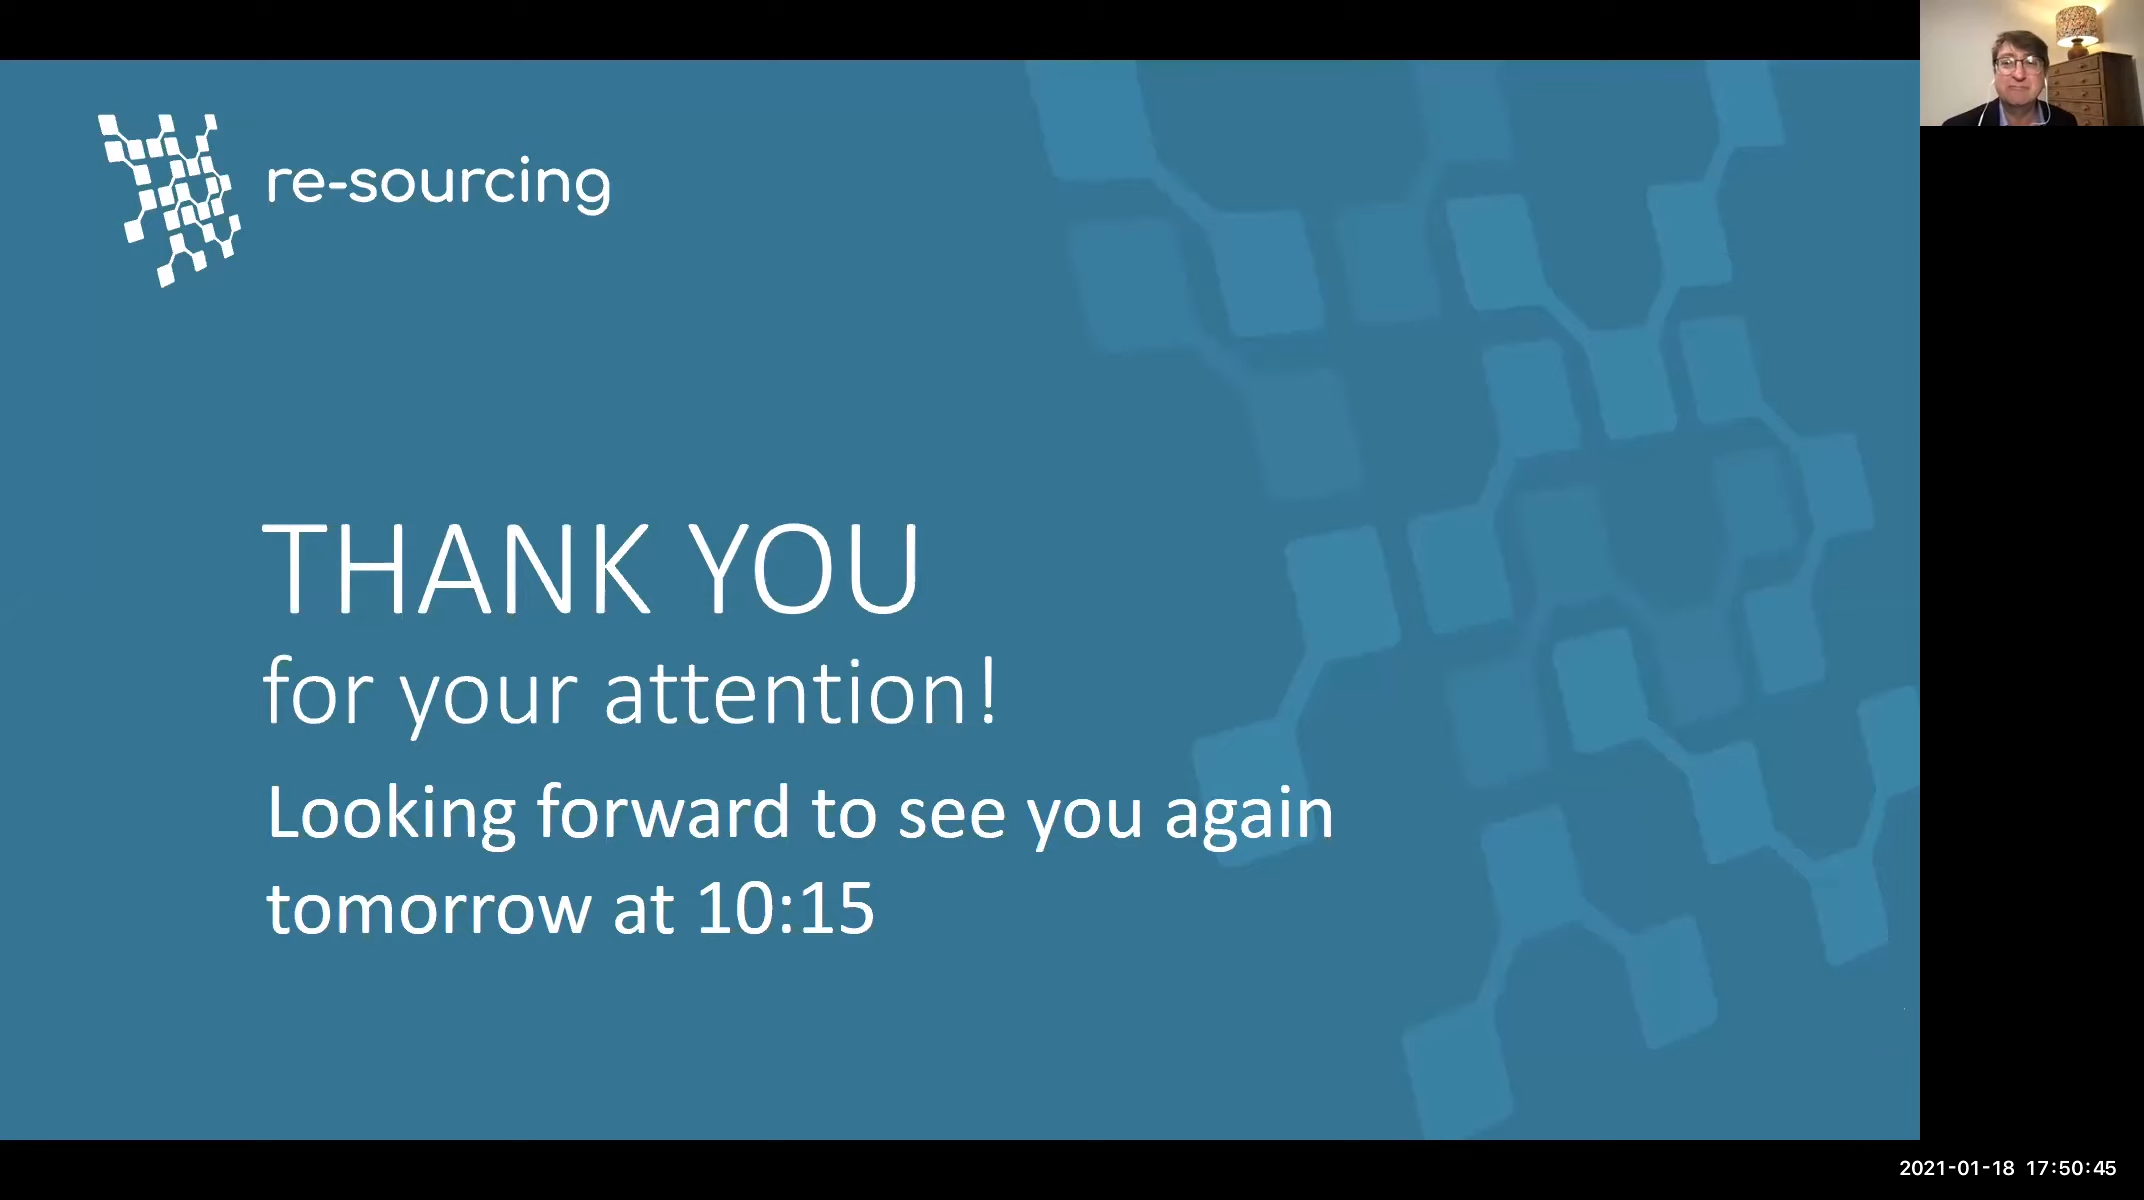 re-sourcing
THANK YOU
for your attention!
Looking forward to see you again
tomorrow at 10:15
2021-01-18 17:50:45